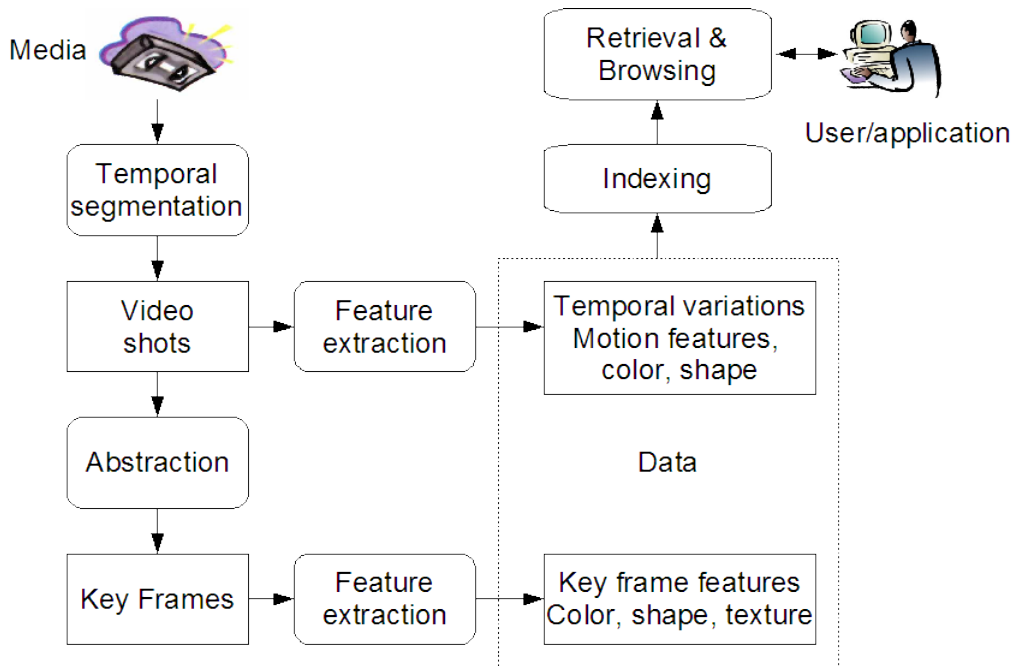 Media
Temporal
segmentation
Video
shots
Feature
extraction
Abstraction
Key Frames
Feature
extraction
Retrieval &
Browsing
User/application
Indexing
Temporal variations
Motion features,
color, shape
Data
Key frame features
Color, shape, texture